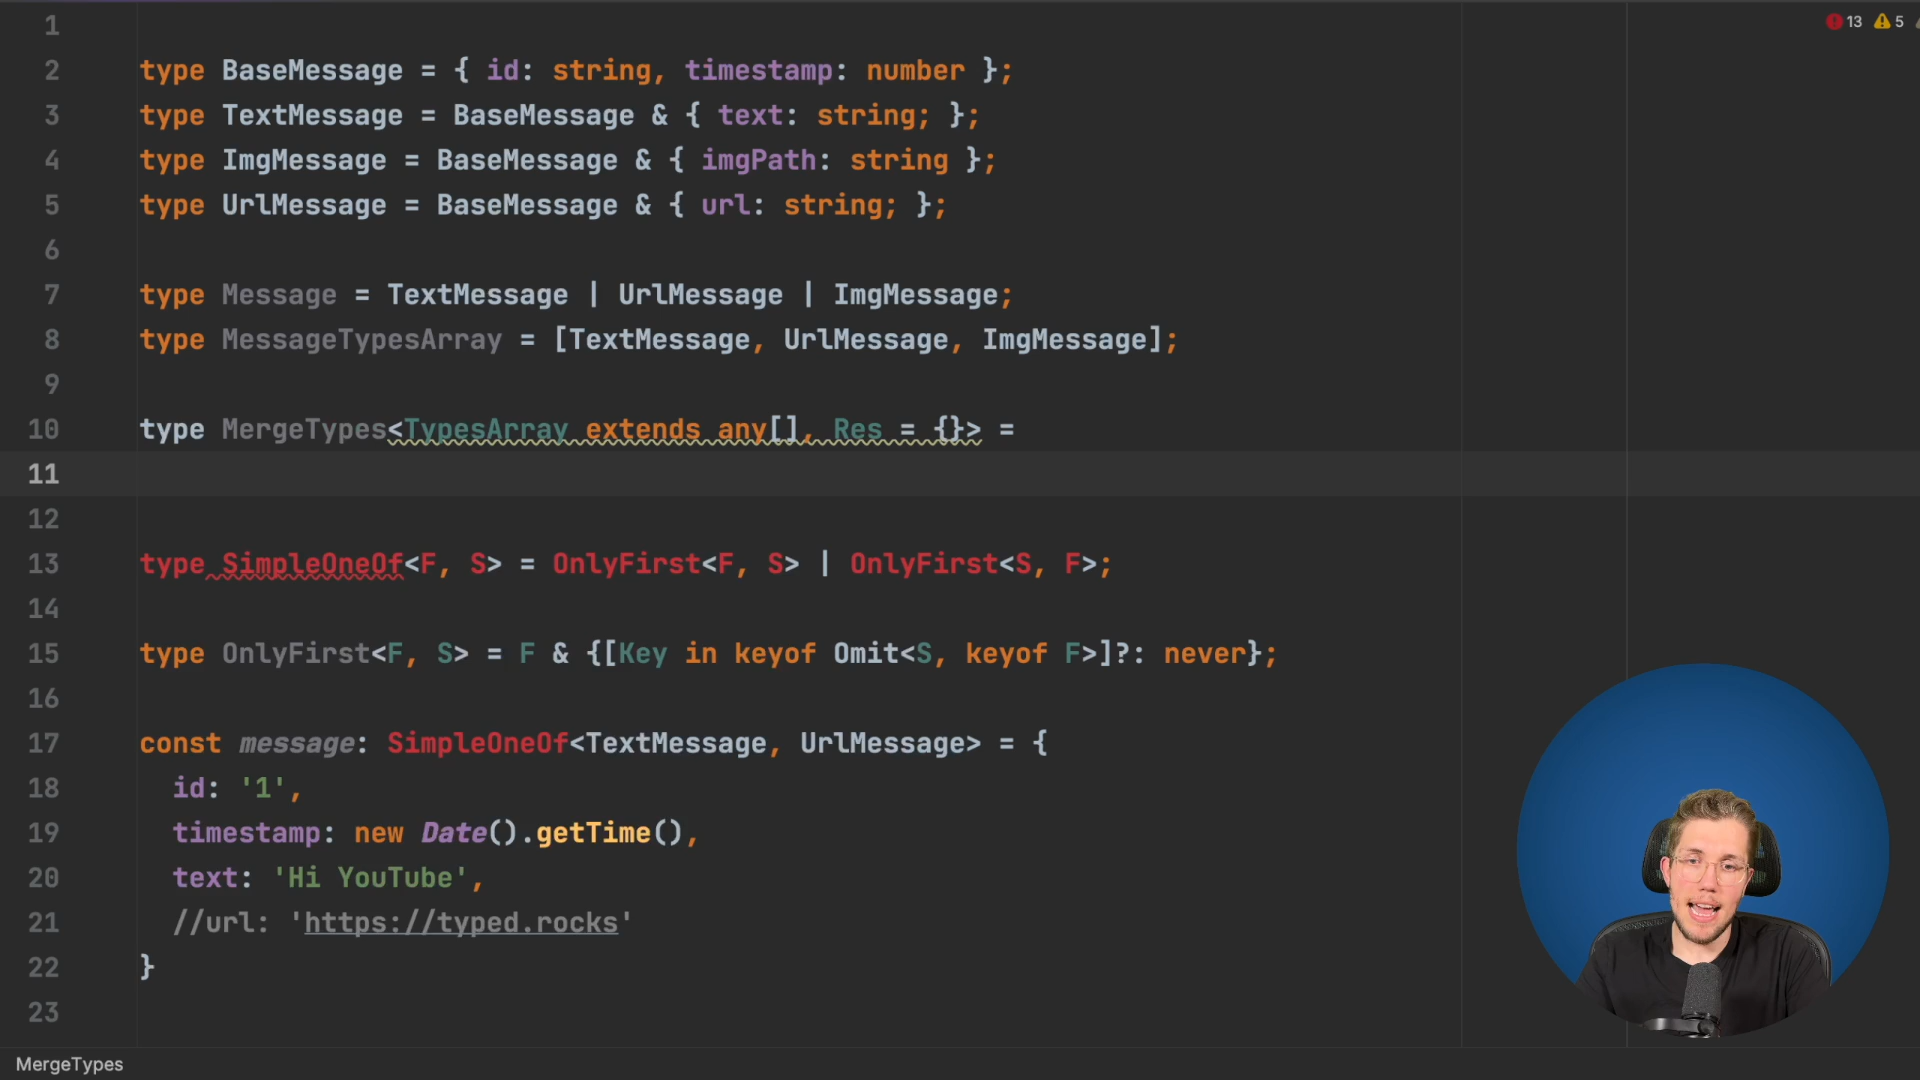 13 5
1
2 type BaseMessage = { id: string, timestamp: number };
3 type TextMessage = BaseMessage & { text: string; };
4 type ImgMessage = BaseMessage & { imgPath: string };
5 type UrlMessage = BaseMessage & { url: string; };
6
7 type Message = TextMessage | UrlMessage | ImgMessage;
8 type MessageTypesArray = [TextMessage, UrlMessage, ImgMessage];
9
10 type MergeTypes<TypesArray extends any[], Res = {}> =
11
12
13 type SimpleOneOf<F, S> = OnlyFirst<F, S> | OnlyFirst<S, F>;
14
15 type OnlyFirst<F, S> = F & {[Key in keyof Omit<S, keyof F>]?: never};
16
17 const message: SimpleOneOf<TextMessage, UrlMessage> = {
18 id: '1',
19 timestamp: new Date().getTime(),
20 text: 'Hi YouTube',
21 //url: 'https://typed.rocks'
22 }
23
MergeTypes